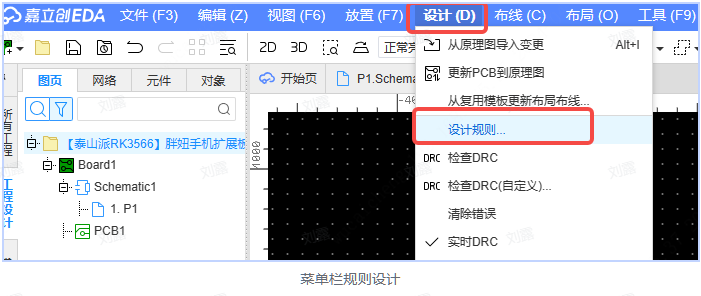 嘉立创EDA 文件 (F3) 编辑 (Z) 视图 (F6) 放置 (F7) 设计 (D) 布线 (C) 布局 (O) 工具 (F9)
2D 3D 正常
从原理图导入变更 Alt+I
更新PCB到原理图
从复用模板更新布局布线...
设计规则...
DRC 检查DRC
DRC 检查DRC(自定义)...
清除错误
实时DRC
所有工程
工程设计
图页 网络 元件 对象
【泰山派RK3566】胖妞手机扩展板
Board1
Schematic1
1. P1
PCB1
开始页 P1.Schema
-40
1000
刘露
菜单栏规则设计